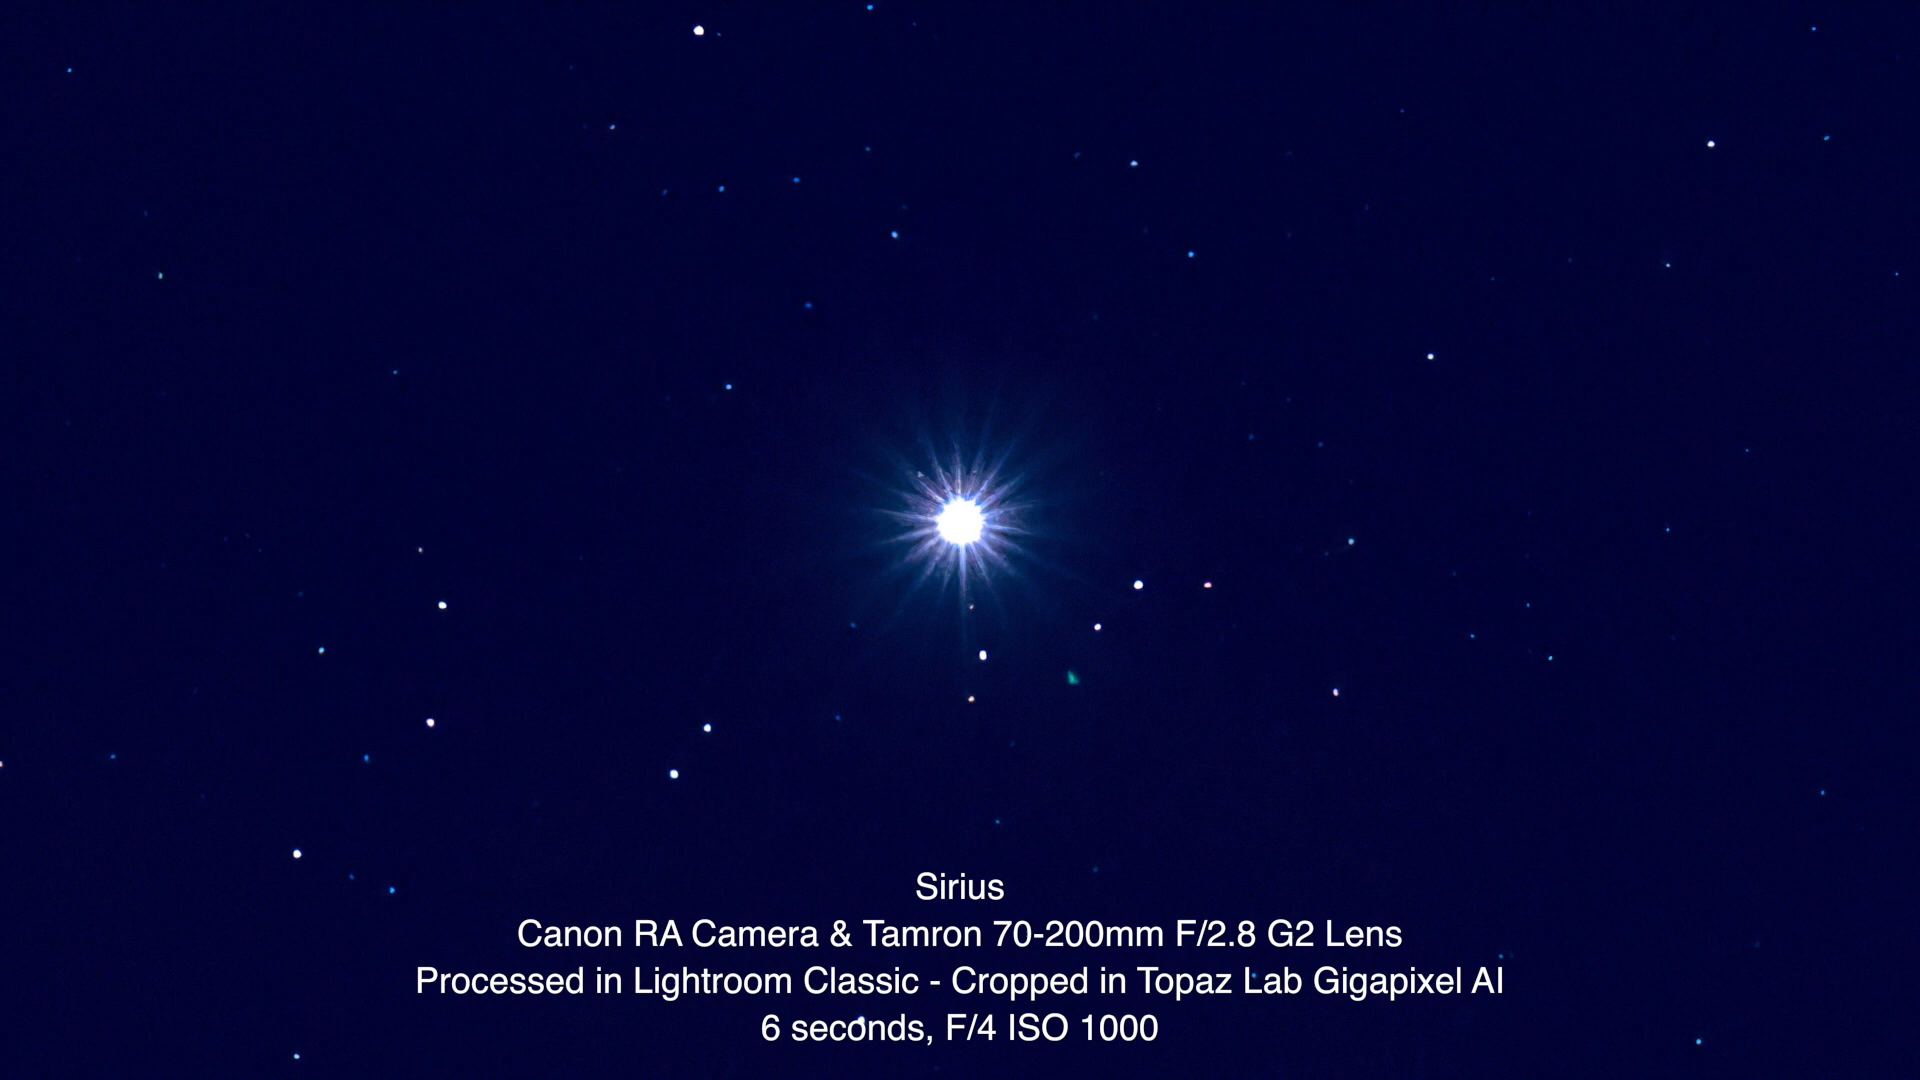 Sirius
Canon RA Camera & Tamron 70-200mm F/2.8 G2 Lens
Processed in Lightroom Classic - Cropped in Topaz Lab Gigapixel AI
6 seconds, F/4 ISO 1000